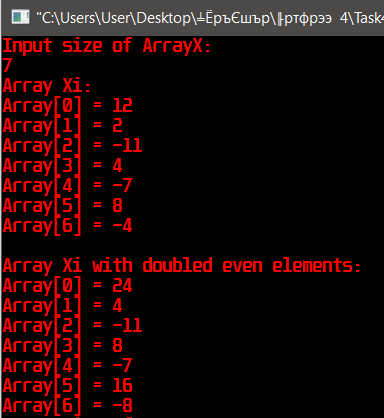 "C:\Users\User\Desktop\╧ЁръЄшър\╟ртфрээ  4\Task4
Input size of ArrayX:
7
Array Xi:
Array[0] = 12
Array[1] = 2
Array[2] = -11
Array[3] = 4
Array[4] = -7
Array[5] = 8
Array[6] = -4
Array Xi with doubled even elements:
Array[0] = 24
Array[1] = 4
Array[2] = -11
Array[3] = 8
Array[4] = -7
Array[5] = 16
Array[6] = -8